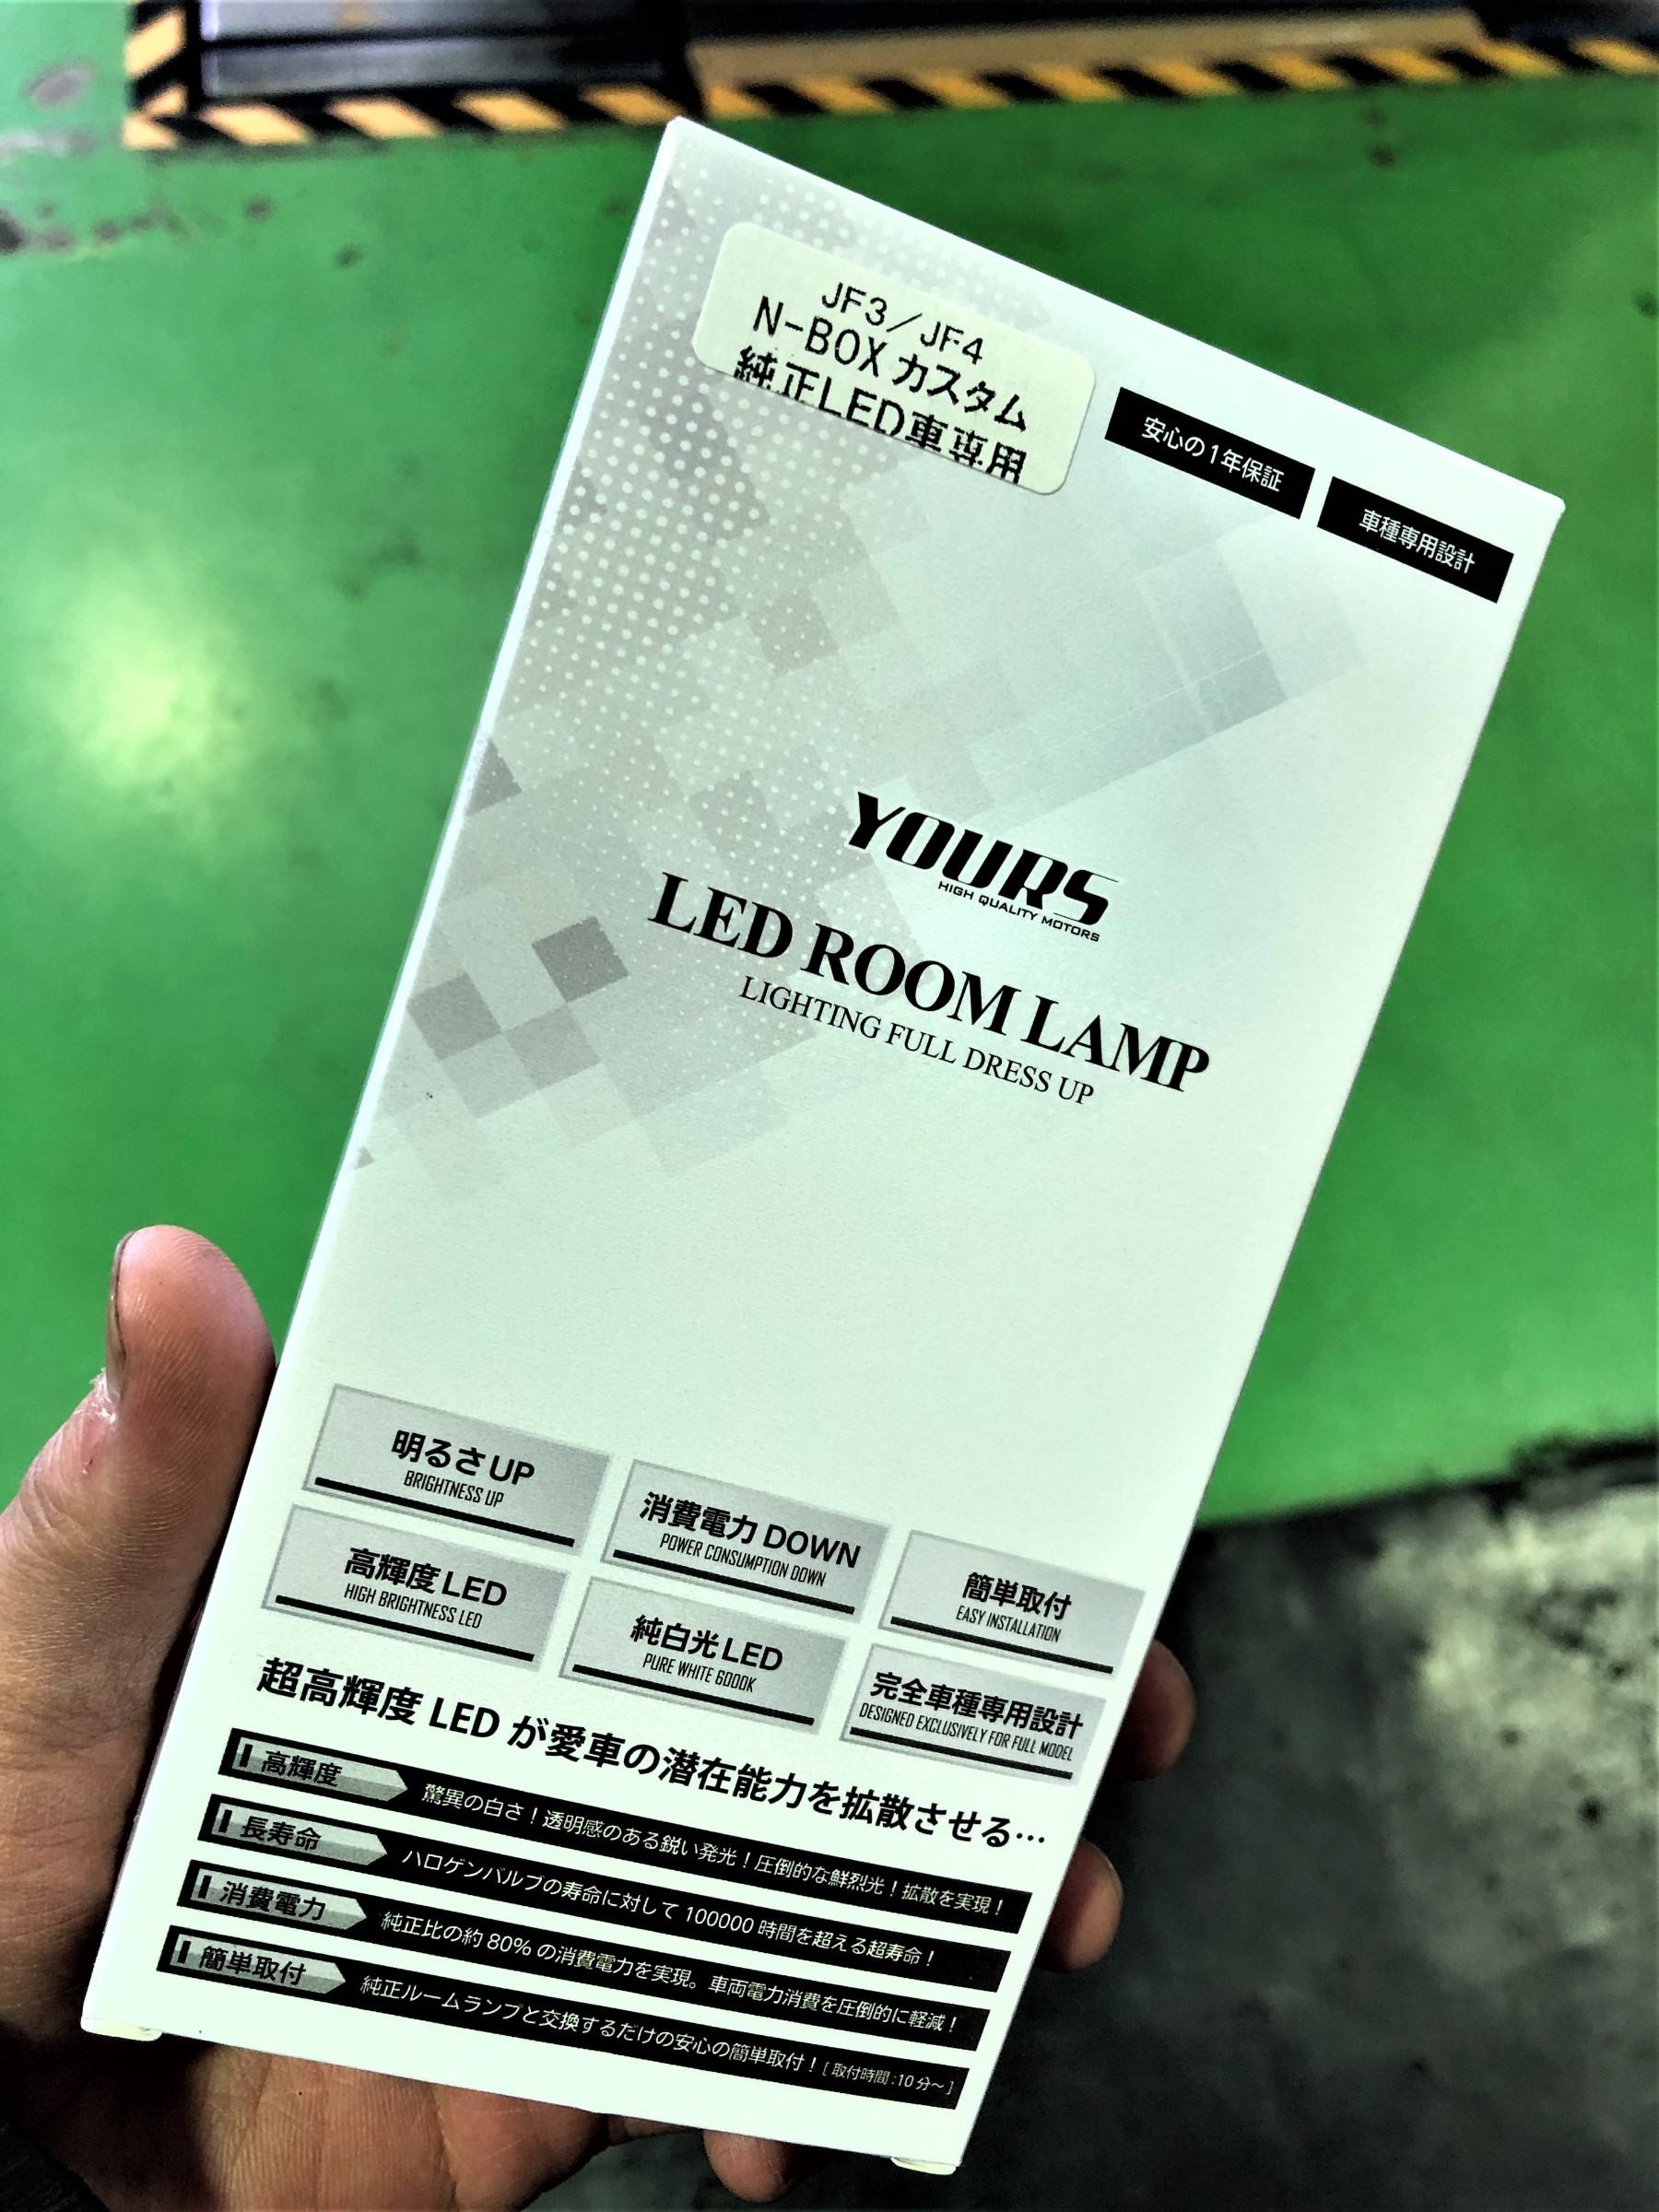 JF3／JF4
N-BOX カスタム
純正LED車専用
安心の1年保証
車種専用設計
YOURS
HIGH QUALITY MOTORS
LED ROOM LAMP
LIGHTING FULL DRESS UP
明るさUP
BRIGHTNESS UP
消費電力 DOWN
POWER CONSUMPTION DOWN
簡単取付
EASY INSTALLATION
高輝度 LED
HIGH BRIGHTNESS LED
純白光LED
PURE WHITE 6000K
完全車種専用設計
DESIGNED EXCLUSIVELY FOR FULL MODEL
超高輝度 LED が愛車の潜在能力を拡散させる…
高輝度 驚異の白さ！透明感のある鋭い発光！圧倒的な鮮烈光！拡散を実現！
長寿命 ハロゲンバルブの寿命に対して 100000 時間を超える超寿命！
消費電力 純正比の約 80% の消費電力を実現。車両電力消費を圧倒的に軽減！
簡単取付 純正ルームランプと交換するだけの安心の簡単取付！[ 取付時間 :10 分～ ]